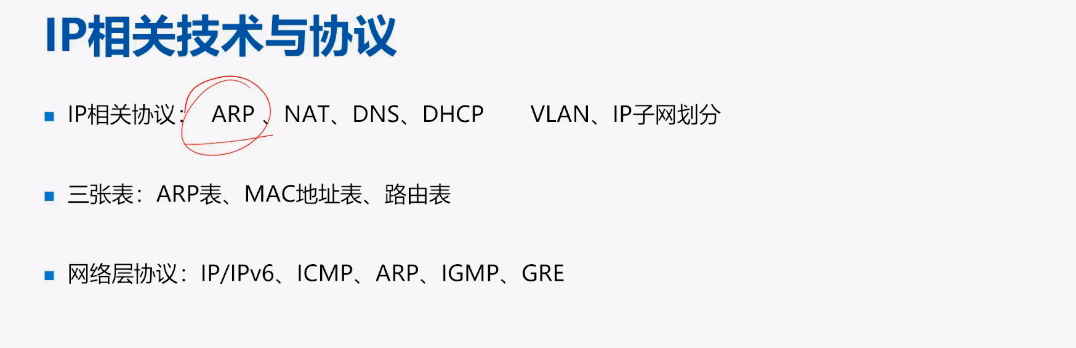 IP相关技术与协议
IP相关协议： ARP 、NAT、DNS、DHCP VLAN、IP子网划分
三张表：ARP表、MAC地址表、路由表
网络层协议：IP/IPv6、ICMP、ARP、IGMP、GRE